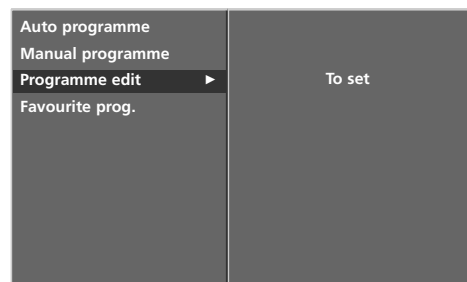 Auto programme
Manual programme
Programme edit ►
To set
Favourite prog.